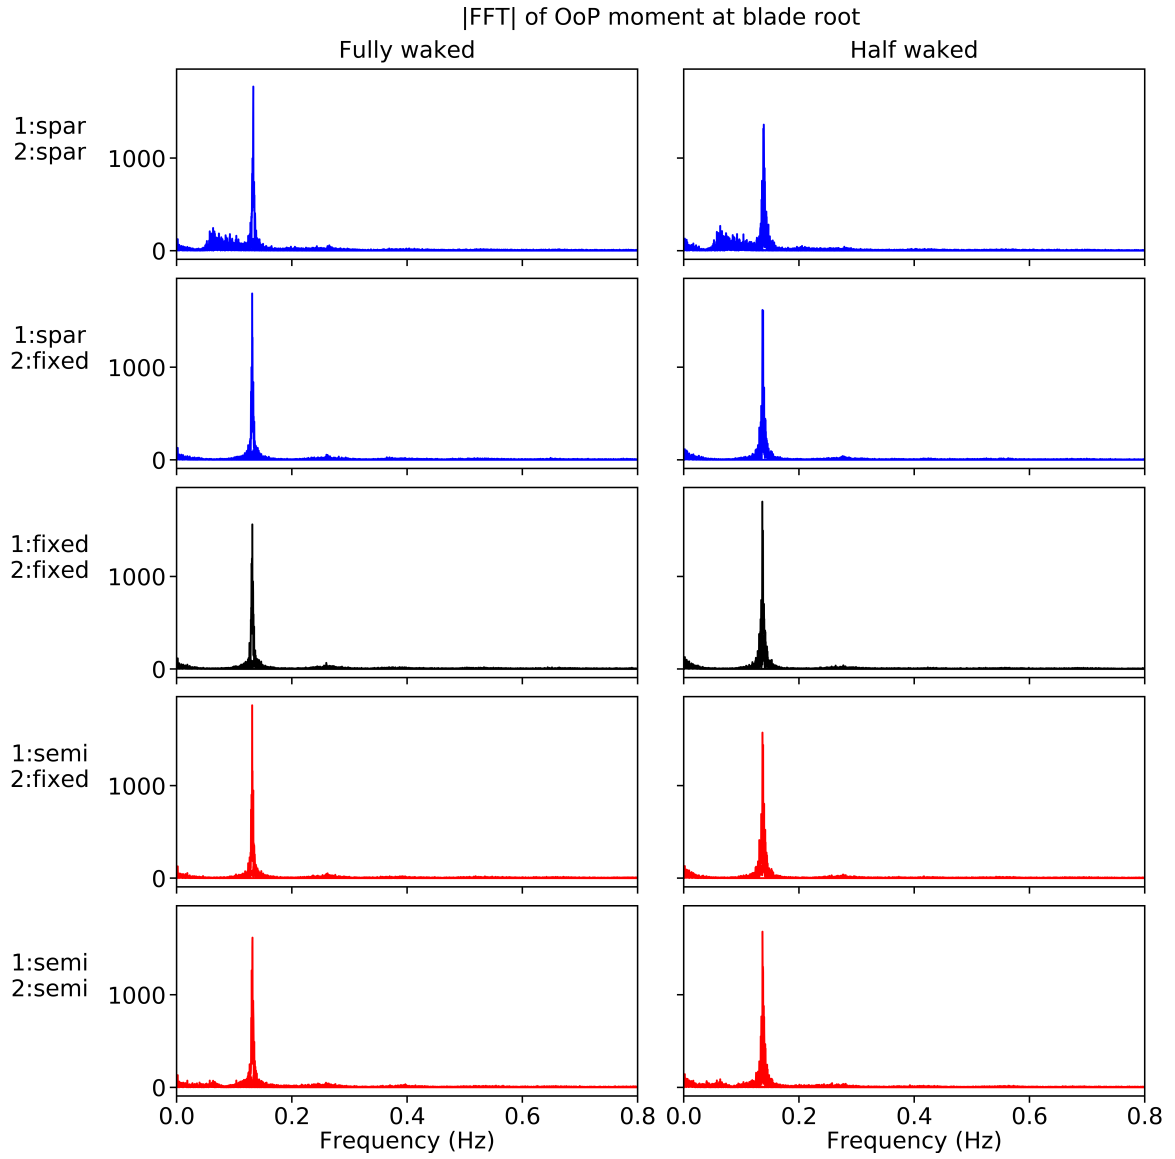 |FFT| of OoP moment at blade root
Fully waked
Half waked
1:spar
2:spar
1000
0
1:spar
2:fixed
1000
0
1:fixed
2:fixed
1000
0
1:semi
2:fixed
1000
0
1:semi
2:semi
1000
0
0.0 0.2 0.4 0.6 0.8
0.0 0.2 0.4 0.6 0.8
Frequency (Hz)
Frequency (Hz)